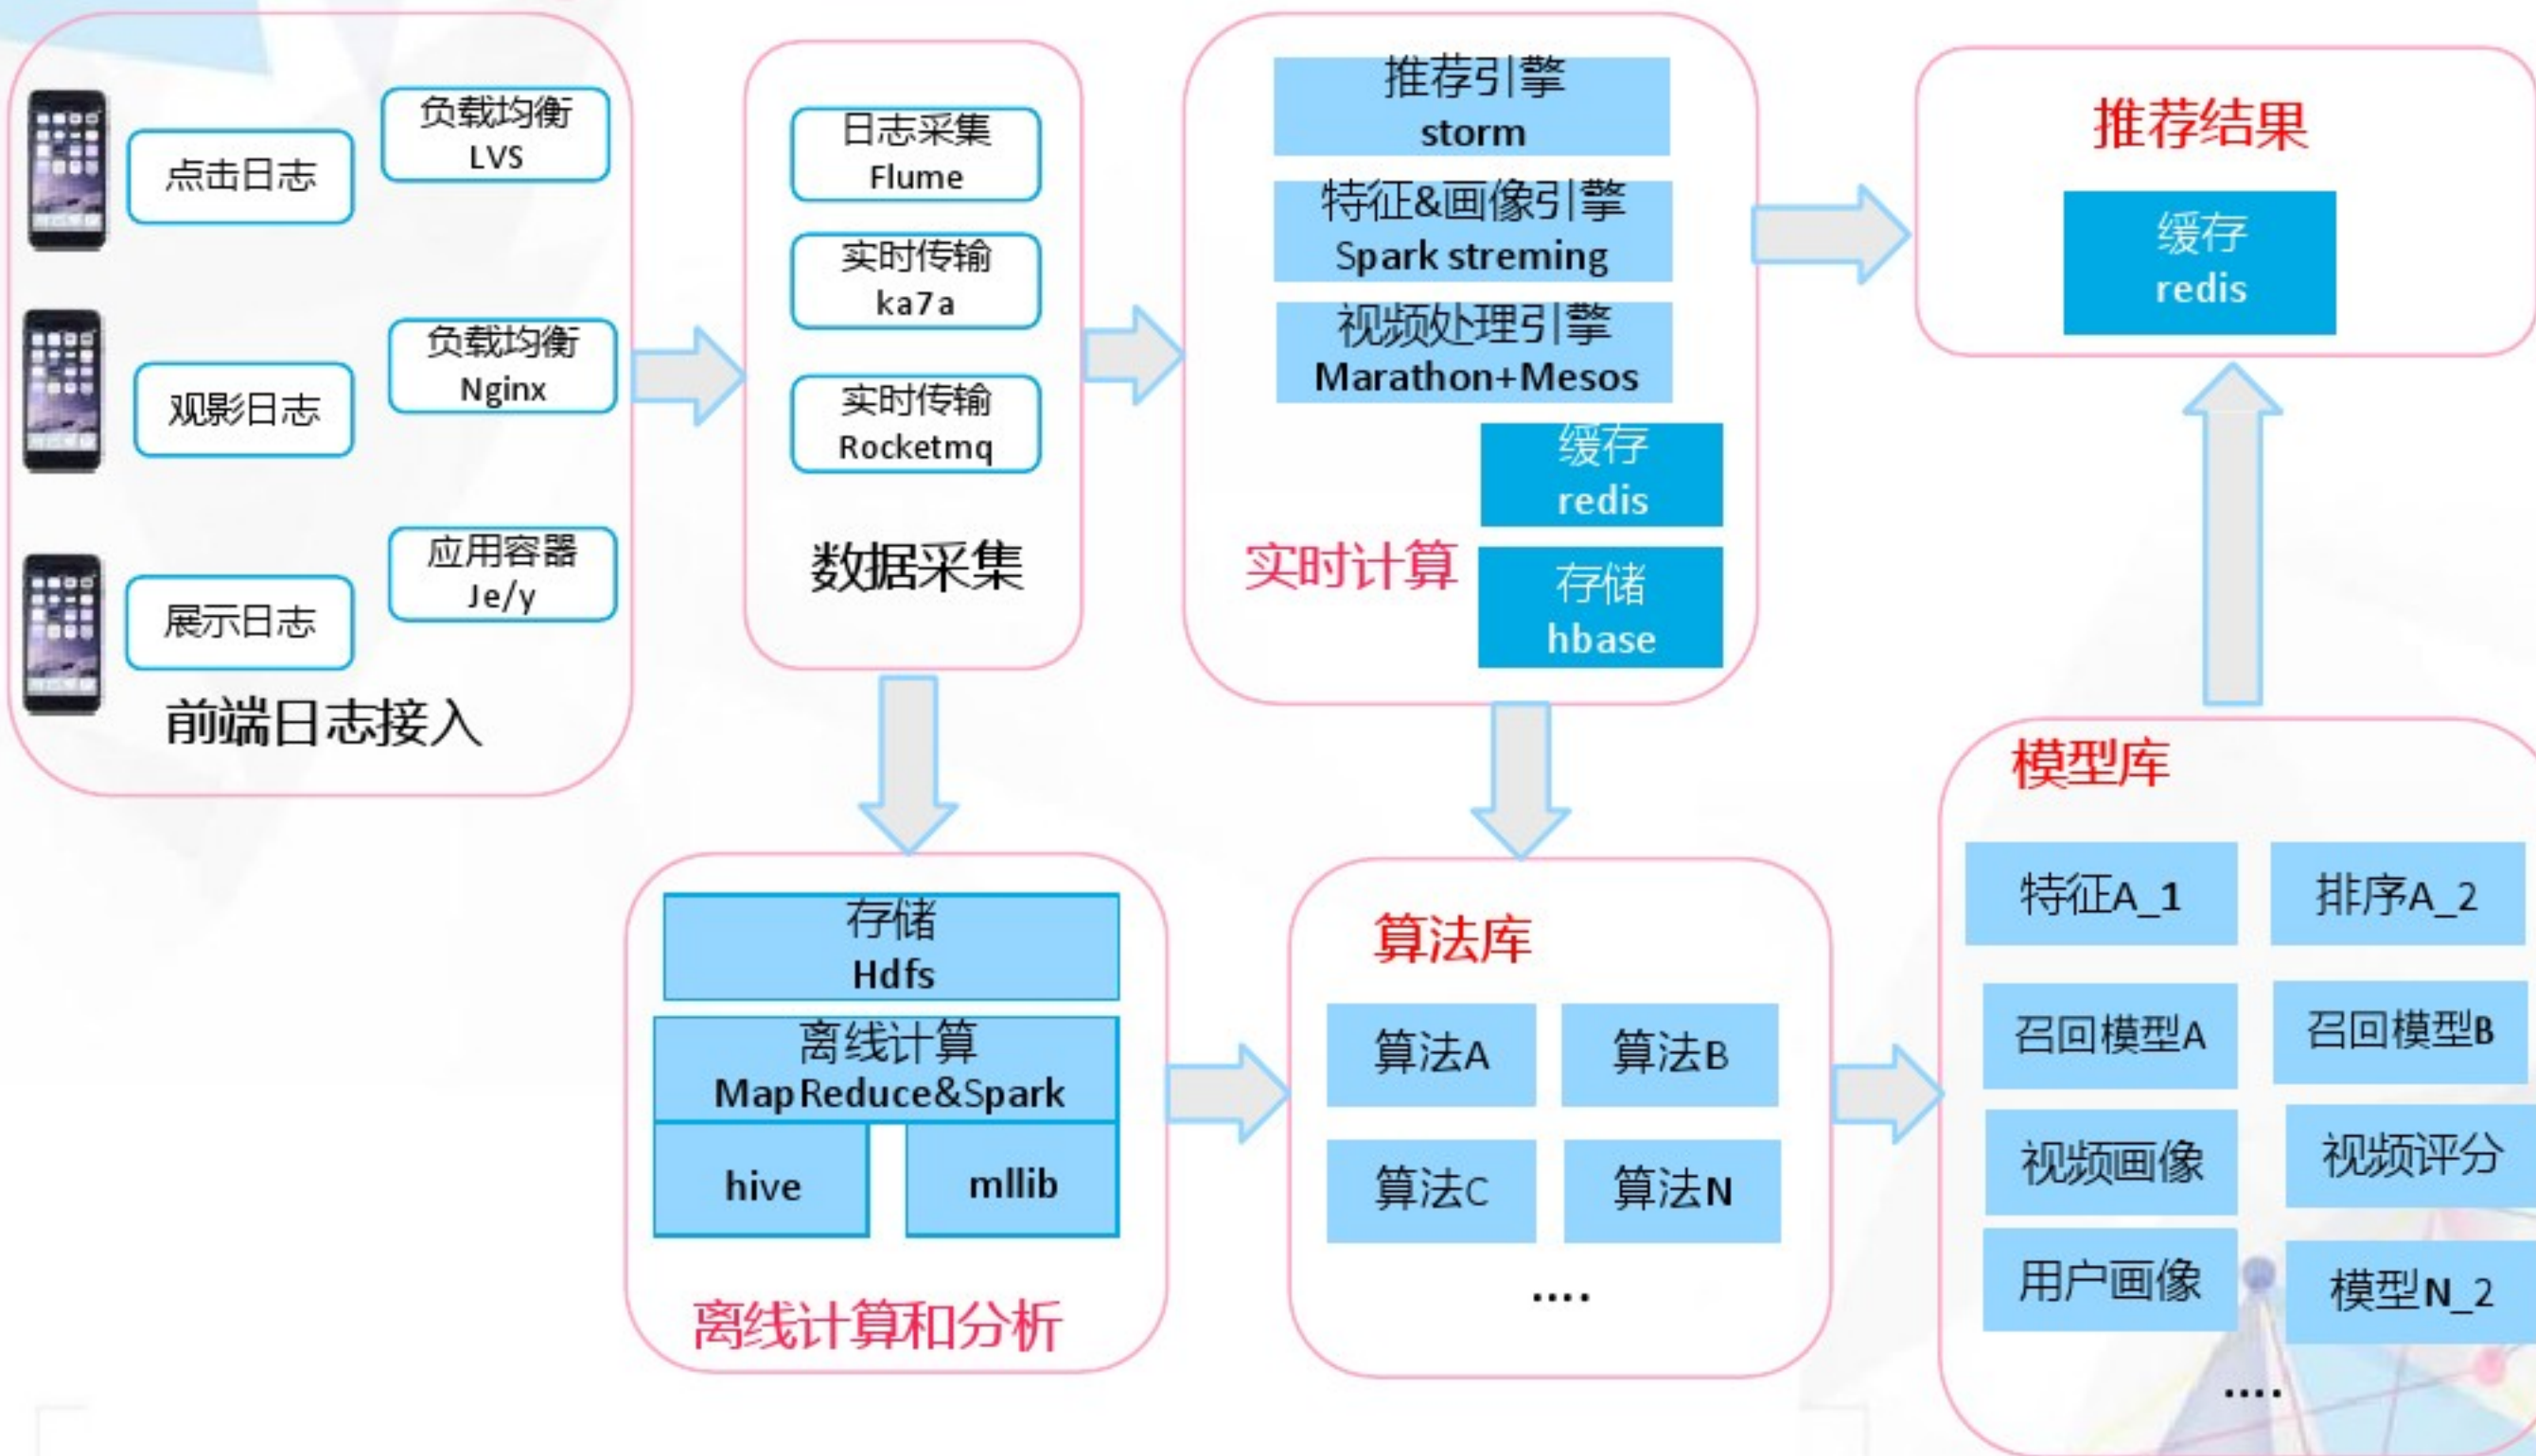 点击日志
负载均衡
LVS
观影日志
负载均衡
Nginx
展示日志
应用容器
Je/y
前端日志接入
日志采集
Flume
实时传输
ka7a
实时传输
Rocketmq
数据采集
推荐引擎
storm
特征&画像引擎
Spark streming
视频处理引擎
Marathon+Mesos
缓存
redis
实时计算
存储
hbase
推荐结果
缓存
redis
存储
Hdfs
离线计算
MapReduce&Spark
hive
mllib
离线计算和分析
算法库
算法A
算法B
算法C
算法N
....
模型库
特征A_1
排序A_2
召回模型A
召回模型B
视频画像
视频评分
用户画像
模型N_2
....